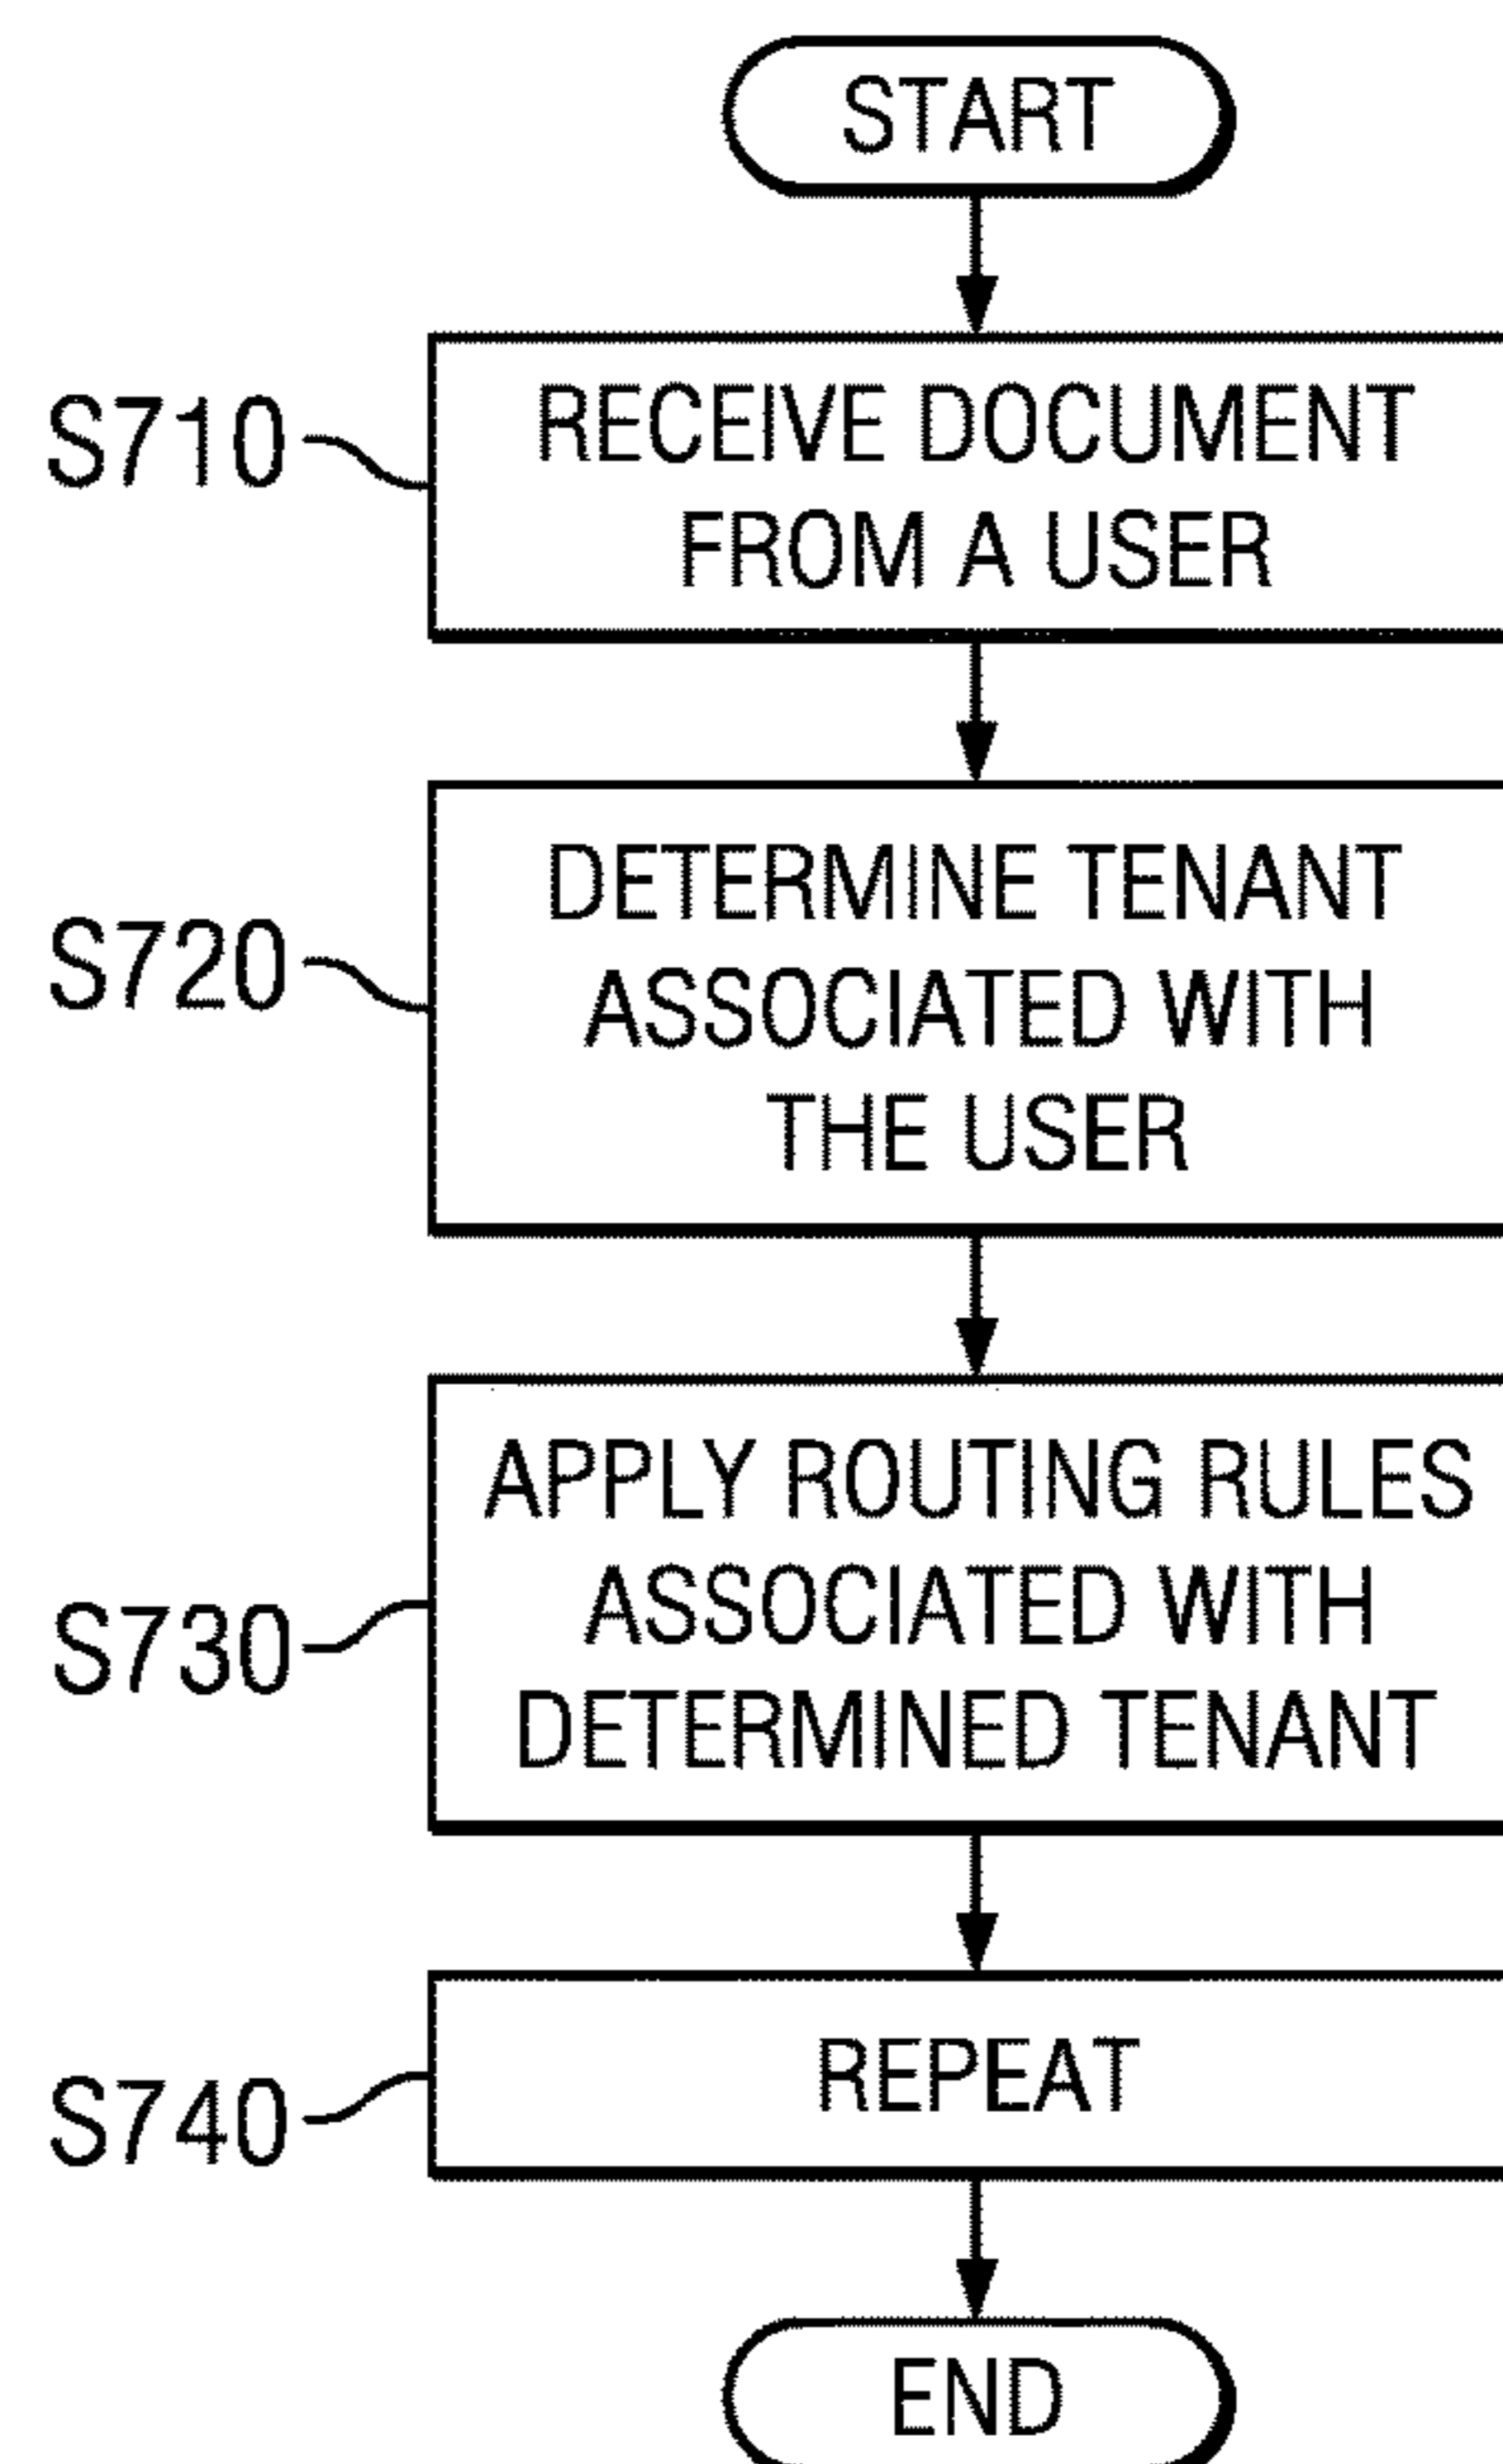 START
S710
RECEIVE DOCUMENT
FROM A USER
S720
DETERMINE TENANT
ASSOCIATED WITH
THE USER
S730
APPLY ROUTING RULES
ASSOCIATED WITH
DETERMINED TENANT
S740
REPEAT
END